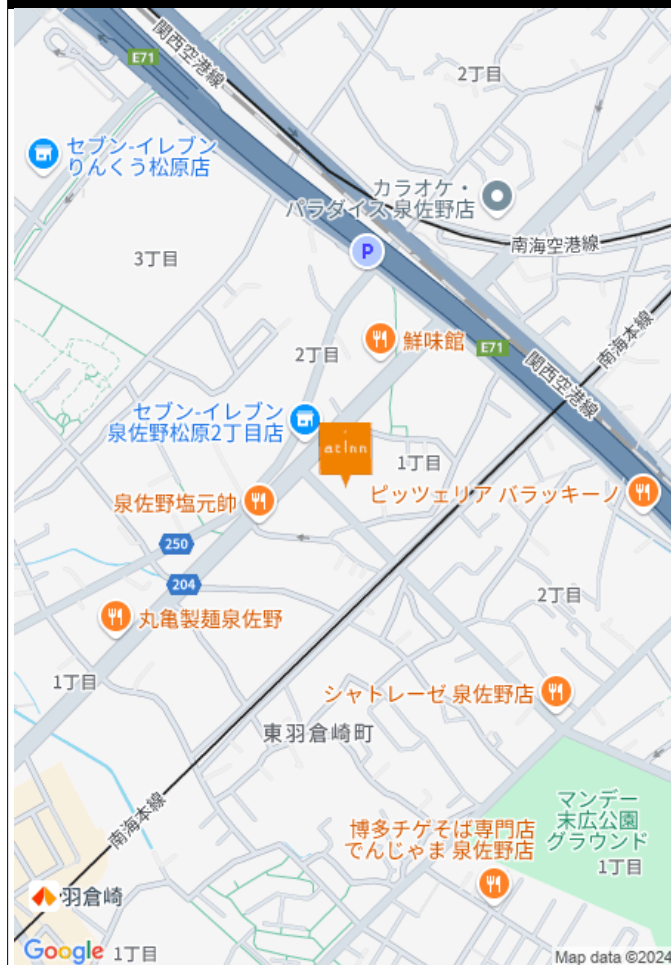 関西空港線
E71
2丁目
セブン-イレブン
りんくう松原店
カラオケ・
パラダイス 泉佐野店
南海空港線
3丁目
P
南海本線
鮮味館
E71
2丁目
関西空港線
セブン-イレブン
泉佐野松原2丁目店
at inn
1丁目
ピッツェリア バラッキーノ
泉佐野塩元帥
250
204
2丁目
丸亀製麺泉佐野
1丁目
シャトレーゼ 泉佐野店
東羽倉崎町
南海本線
マンデー
末広公園
グラウンド
1丁目
博多チゲそば専門店
でんじゃま 泉佐野店
羽倉崎
Google
1丁目
Map data ©2024